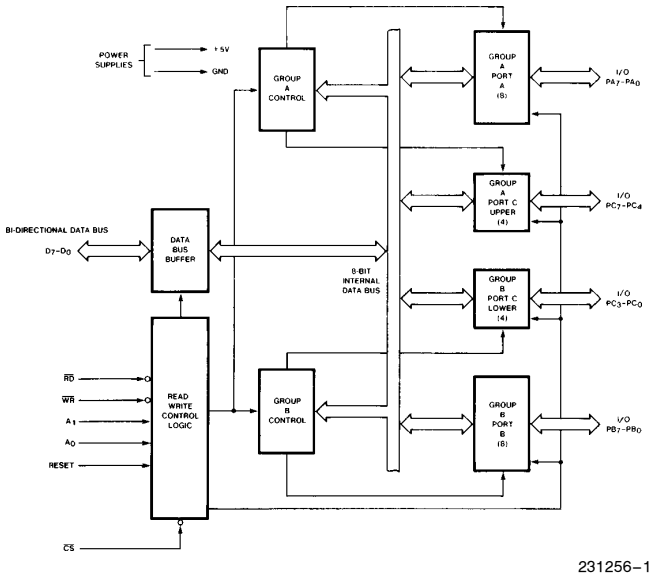 POWER
SUPPLIES
+5V
GND
GROUP
A
CONTROL
GROUP
A
PORT
A
(8)
I/O
PA7-PA0
GROUP
A
PORT C
UPPER
(4)
I/O
PC7-PC4
BI-DIRECTIONAL DATA BUS
D7-D0
DATA
BUS
BUFFER
8-BIT
INTERNAL
DATA BUS
GROUP
B
PORT C
LOWER
(4)
I/O
PC3-PC0
RD
WR
A1
A0
RESET
CS
READ
WRITE
CONTROL
LOGIC
GROUP
B
CONTROL
GROUP
B
PORT
B
(8)
I/O
PB7-PB0
231256-1